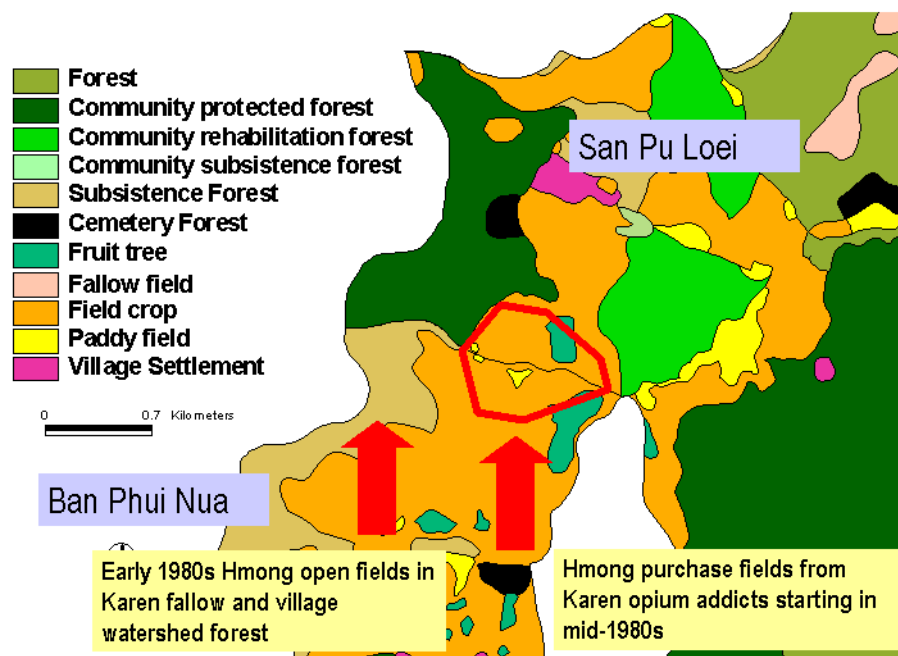 Forest
Community protected forest
Community rehabilitation forest
Community subsistence forest
Subsistence Forest
Cemetery Forest
Fruit tree
Fallow field
Field crop
Paddy field
Village Settlement
0 0.7 Kilometers
San Pu Loei
Ban Phui Nua
Early 1980s Hmong open fields in
Karen fallow and village
watershed forest
Hmong purchase fields from
Karen opium addicts starting in
mid-1980s